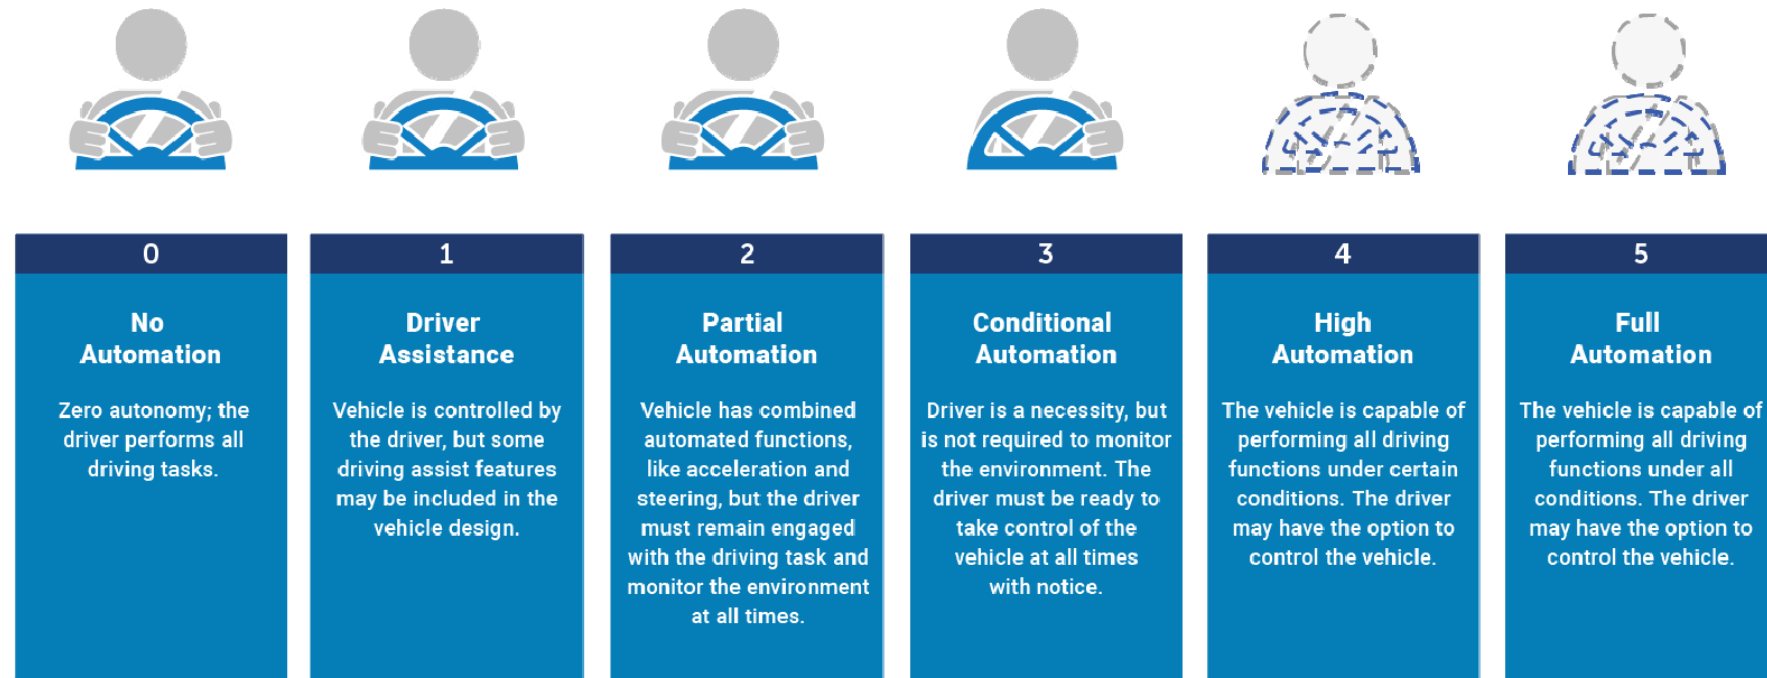 0
No
Automation
Zero autonomy; the
driver performs all
driving tasks.
1
Driver
Assistance
Vehicle is controlled by
the driver, but some
driving assist features
may be included in the
vehicle design.
2
Partial
Automation
Vehicle has combined
automated functions,
like acceleration and
steering, but the driver
must remain engaged
with the driving task and
monitor the environment
at all times.
3
Conditional
Automation
Driver is a necessity, but
is not required to monitor
the environment. The
driver must be ready to
take control of the
vehicle at all times
with notice.
4
High
Automation
The vehicle is capable of
performing all driving
functions under certain
conditions. The driver
may have the option to
control the vehicle.
5
Full
Automation
The vehicle is capable of
performing all driving
functions under all
conditions. The driver
may have the option to
control the vehicle.